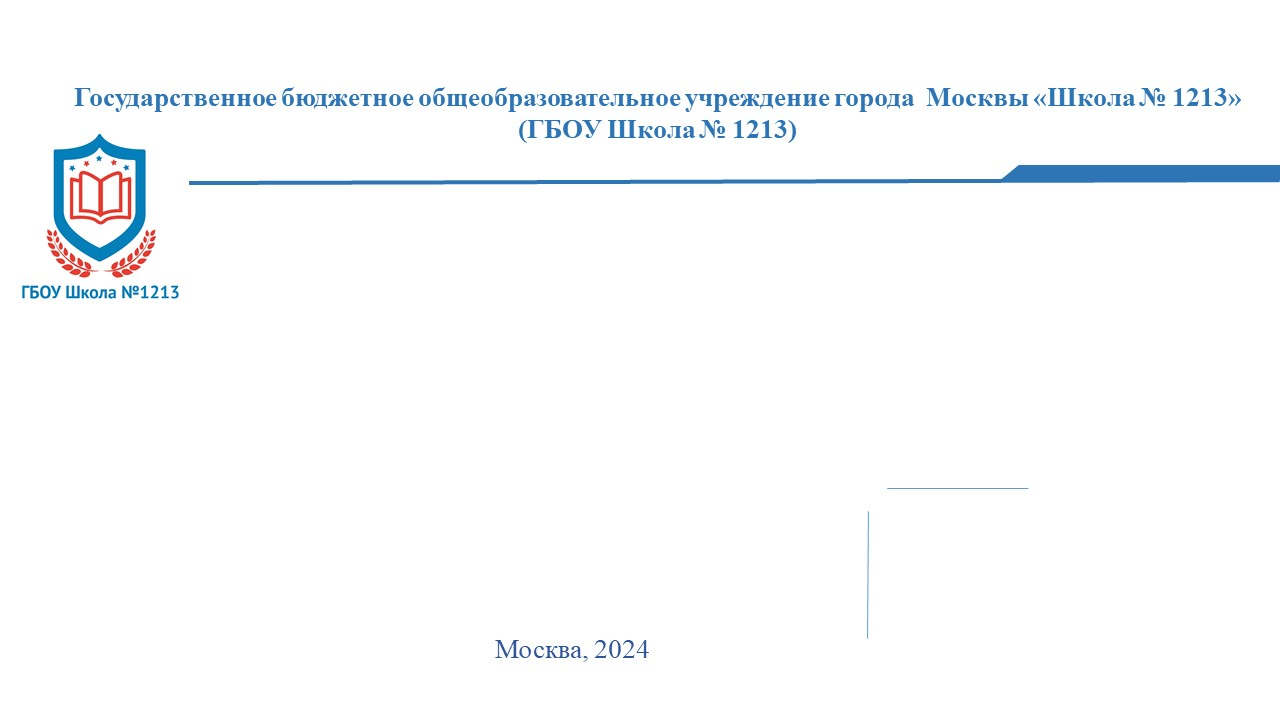 Государственное бюджетное общеобразовательное учреждение города Москвы «Школа № 1213»
(ГБОУ Школа № 1213)
ГБОУ Школа №1213
Москва, 2024